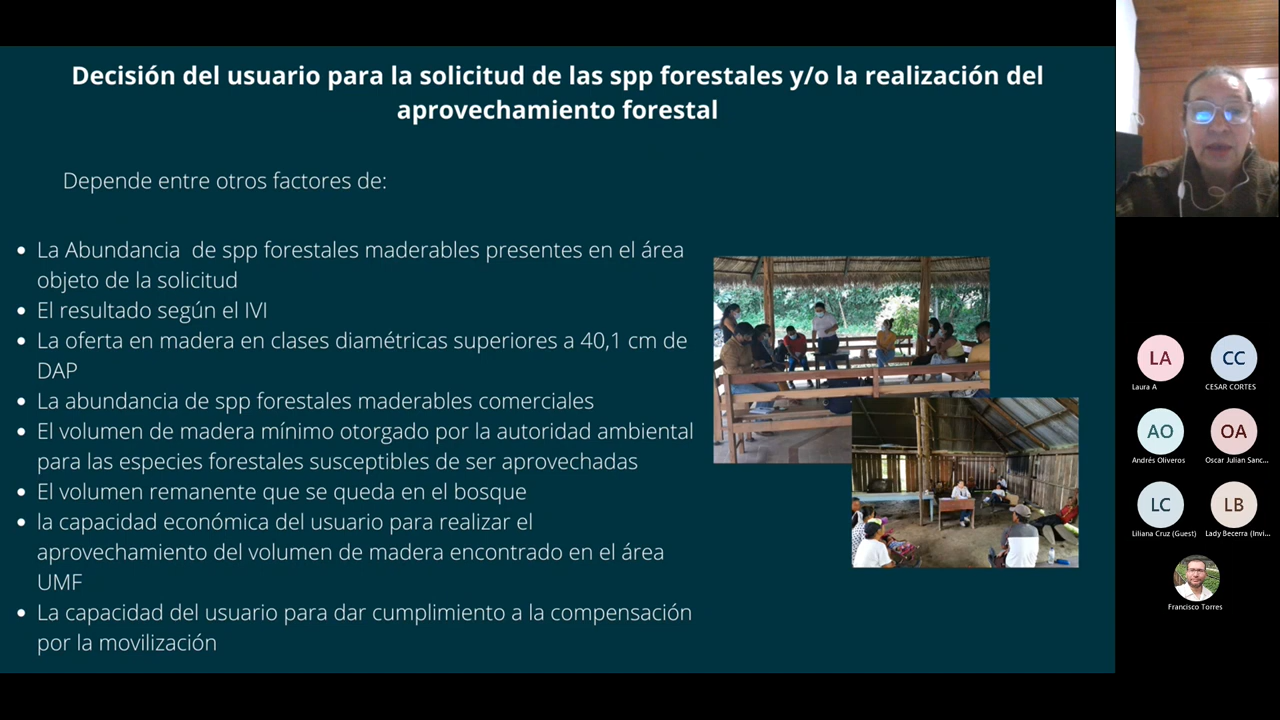 Decisión del usuario para la solicitud de las spp forestales y/o la realización del
aprovechamiento forestal
Depende entre otros factores de:
• La Abundancia de spp forestales maderables presentes en el área
objeto de la solicitud
• El resultado según el IVI
• La oferta en madera en clases diamétricas superiores a 40,1 cm de
DAP
• La abundancia de spp forestales maderables comerciales
• El volumen de madera mínimo otorgado por la autoridad ambiental
para las especies forestales susceptibles de ser aprovechadas
• El volumen remanente que se queda en el bosque
• la capacidad económica del usuario para realizar el
aprovechamiento del volumen de madera encontrado en el área
UMF
• La capacidad del usuario para dar cumplimiento a la compensación
por la movilización
LA CC
Laura A CESAR CORTES
AO OA
Andrés Oliveros Oscar Julian Sanc...
LC LB
Liliana Cruz (Guest) Lady Becerra (Invi...
Francisco Torres